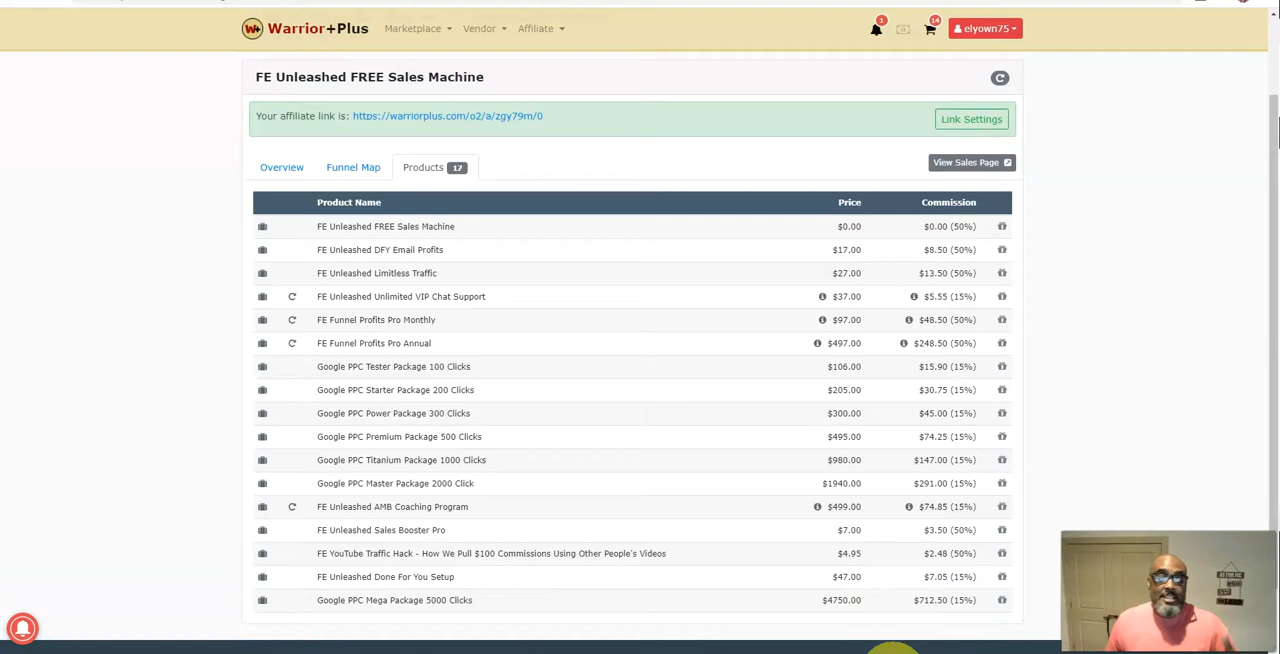 Warrior+Plus Marketplace Vendor Affiliate 1 14 elyown75
FE Unleashed FREE Sales Machine
Your affiliate link is: https://warriorplus.com/o2/a/zgy79m/0 Link Settings
Overview Funnel Map Products 17 View Sales Page
Product Name Price Commission
FE Unleashed FREE Sales Machine $0.00 $0.00 (50%)
FE Unleashed DFY Email Profits $17.00 $8.50 (50%)
FE Unleashed Limitless Traffic $27.00 $13.50 (50%)
FE Unleashed Unlimited VIP Chat Support $37.00 $5.55 (15%)
FE Funnel Profits Pro Monthly $97.00 $48.50 (50%)
FE Funnel Profits Pro Annual $497.00 $248.50 (50%)
Google PPC Tester Package 100 Clicks $106.00 $15.90 (15%)
Google PPC Starter Package 200 Clicks $205.00 $30.75 (15%)
Google PPC Power Package 300 Clicks $300.00 $45.00 (15%)
Google PPC Premium Package 500 Clicks $495.00 $74.25 (15%)
Google PPC Titanium Package 1000 Clicks $980.00 $147.00 (15%)
Google PPC Master Package 2000 Click $1940.00 $291.00 (15%)
FE Unleashed AMB Coaching Program $499.00 $74.85 (15%)
FE Unleashed Sales Booster Pro $7.00 $3.50 (50%)
FE YouTube Traffic Hack - How We Pull $100 Commissions Using Other People's Videos $4.95 $2.48 (50%)
FE Unleashed Done For You Setup $47.00 $7.05 (15%)
Google PPC Mega Package 5000 Clicks $4750.00 $712.50 (15%)